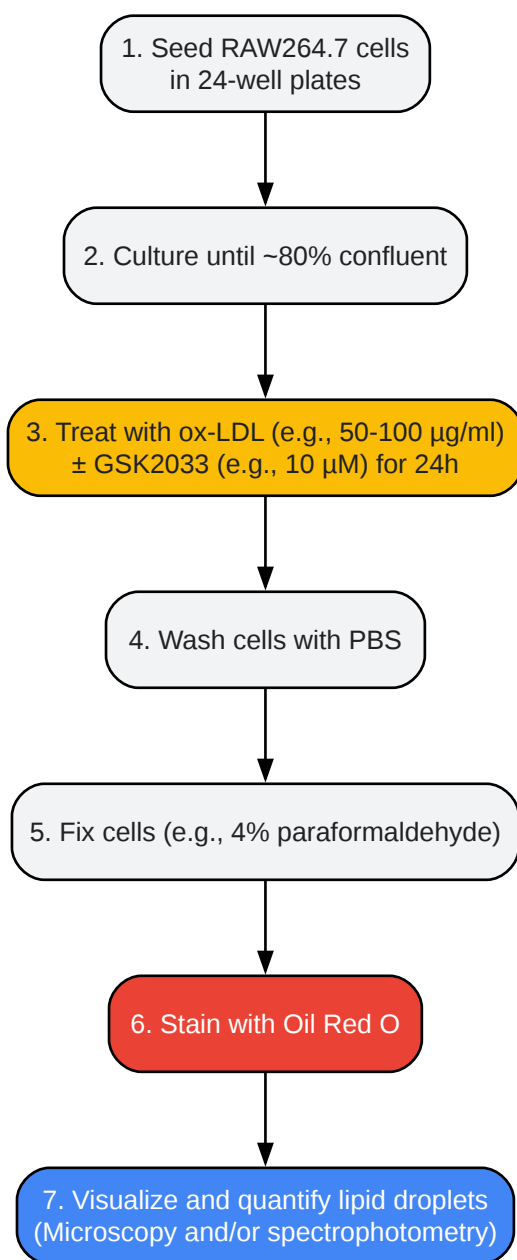 1. Seed RAW264.7 cells
in 24-well plates
2. Culture until ~80% confluent
3. Treat with ox-LDL (e.g., 50-100 µg/ml)
± GSK2033 (e.g., 10 µM) for 24h
4. Wash cells with PBS
5. Fix cells (e.g., 4% paraformaldehyde)
6. Stain with Oil Red O
7. Visualize and quantify lipid droplets
(Microscopy and/or spectrophotometry)